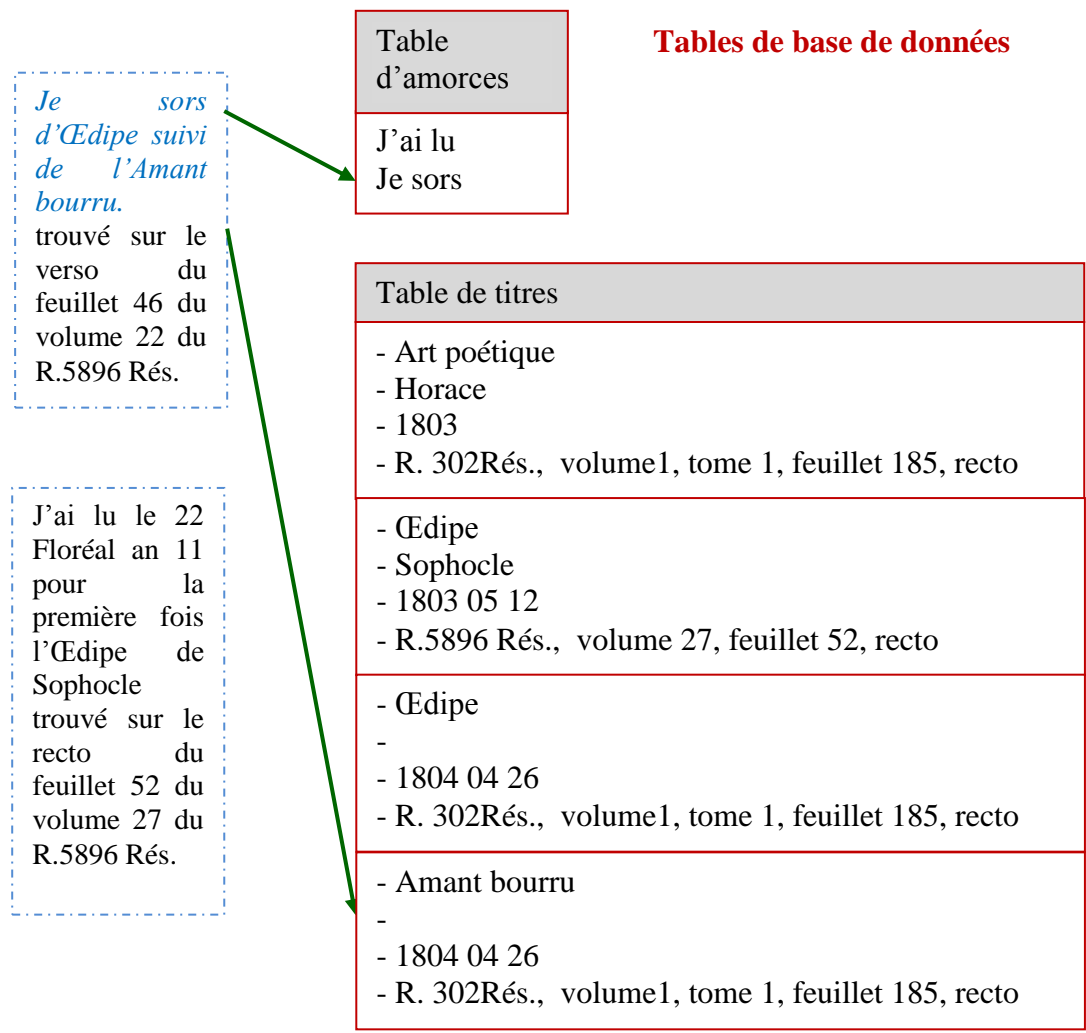 Tables de base de données
Table
d’amorces
J’ai lu
Je sors
Je sors
d’Œdipe suivi
de l’Amant
bourru.
trouvé sur le
verso du
feuillet 46 du
volume 22 du
R.5896 Rés.
J’ai lu le 22
Floréal an 11
pour la
première fois
l’Œdipe de
Sophocle
trouvé sur le
recto du
feuillet 52 du
volume 27 du
R.5896 Rés.
Table de titres
- Art poétique
- Horace
- 1803
- R. 302Rés., volume1, tome 1, feuillet 185, recto
- Œdipe
- Sophocle
- 1803 05 12
- R.5896 Rés., volume 27, feuillet 52, recto
- Œdipe
-
- 1804 04 26
- R. 302Rés., volume1, tome 1, feuillet 185, recto
- Amant bourru
-
- 1804 04 26
- R. 302Rés., volume1, tome 1, feuillet 185, recto